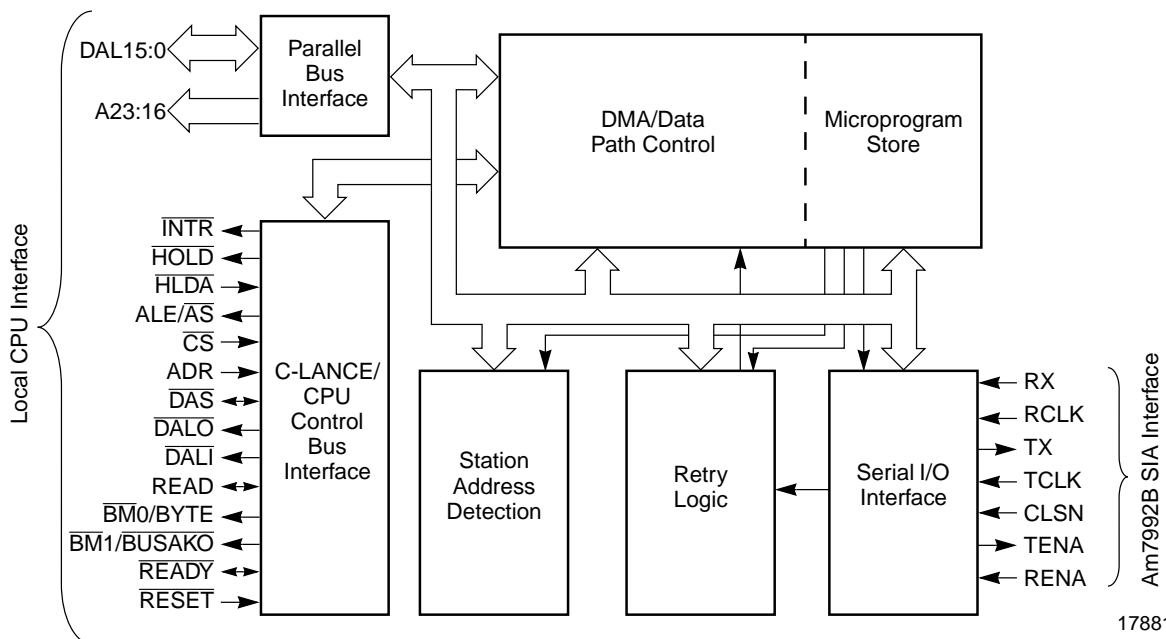 Local CPU Interface
DAL15:0
A23:16
Parallel
Bus
Interface
DMA/Data
Path Control
Microprogram
Store
INTR
HOLD
HLDA
ALE/AS
CS
ADR
DAS
DALO
DALI
READ
BM0/BYTE
BM1/BUSAKO
READY
RESET
C-LANCE/
CPU
Control
Bus
Interface
Station
Address
Detection
Retry
Logic
Serial I/O
Interface
RX
RCLK
TX
TCLK
CLSN
TENA
RENA
Am7992B SIA Interface
17881